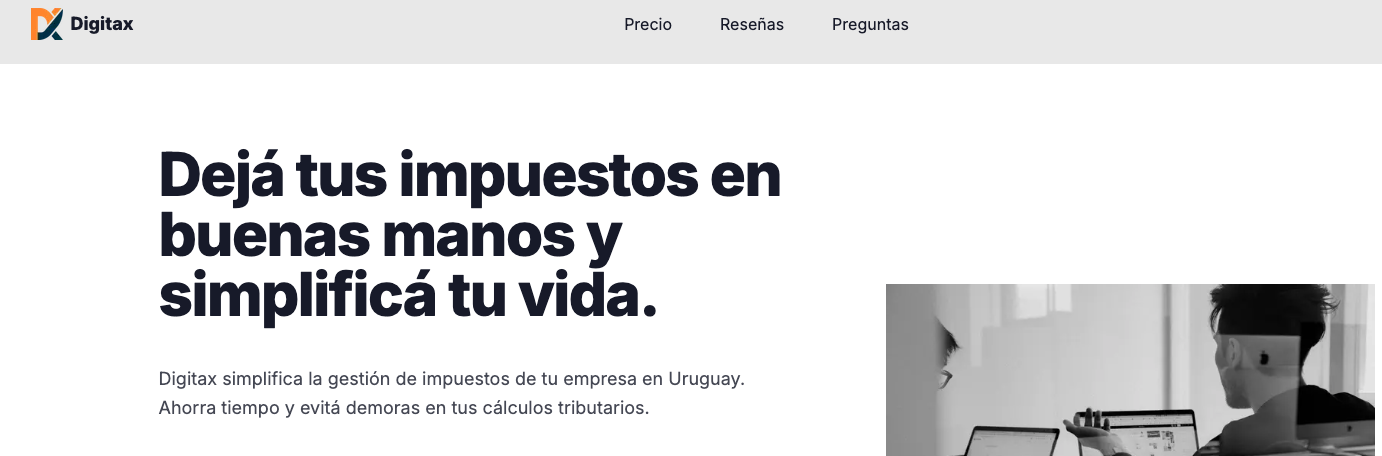 Digitax
Precio
Reseñas
Preguntas
Dejá tus impuestos en
buenas manos y
simplificá tu vida.
Digitax simplifica la gestión de impuestos de tu empresa en Uruguay.
Ahorra tiempo y evitá demoras en tus cálculos tributarios.